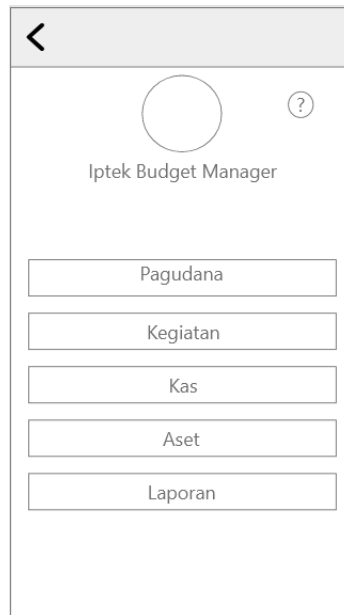 ?
Iptek Budget Manager
Pagudana
Kegiatan
Kas
Aset
Laporan